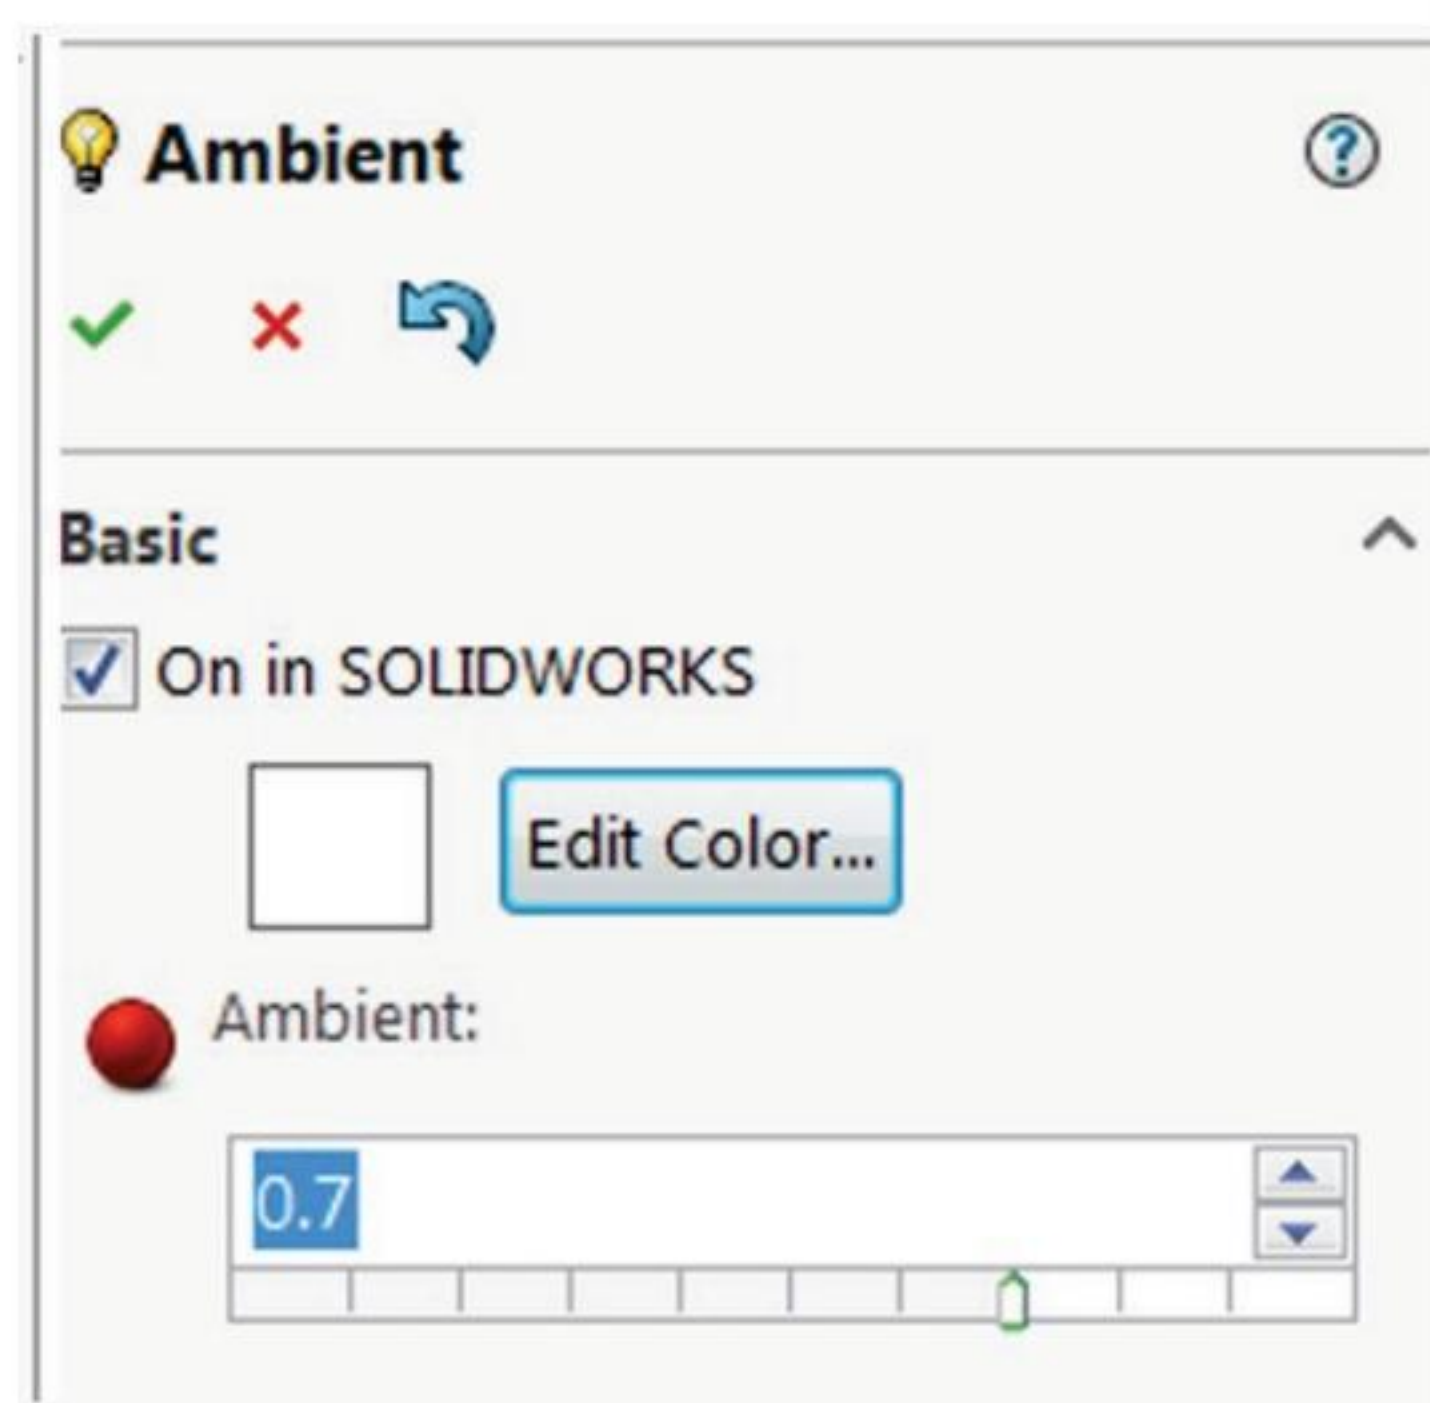 Ambient
?
Basic
On in SOLIDWORKS
Edit Color...
Ambient:
0.7